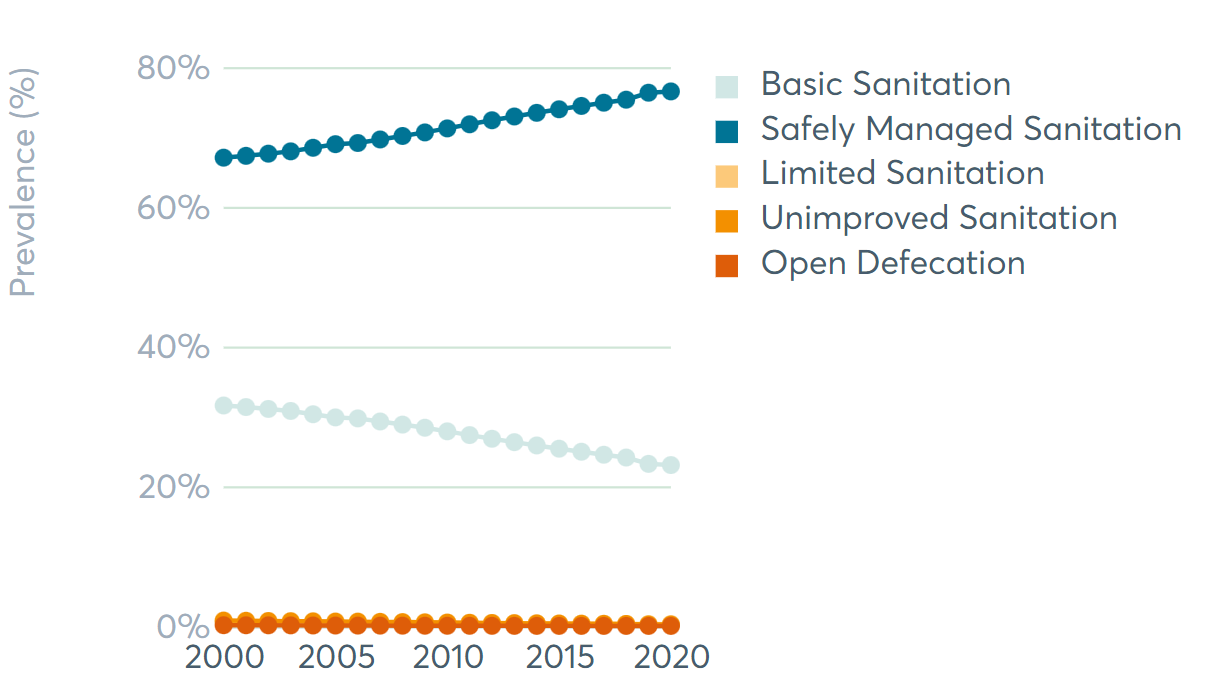 Prevalence (%)
80%
60%
40%
20%
0%
2000 2005 2010 2015 2020
Basic Sanitation
Safely Managed Sanitation
Limited Sanitation
Unimproved Sanitation
Open Defecation